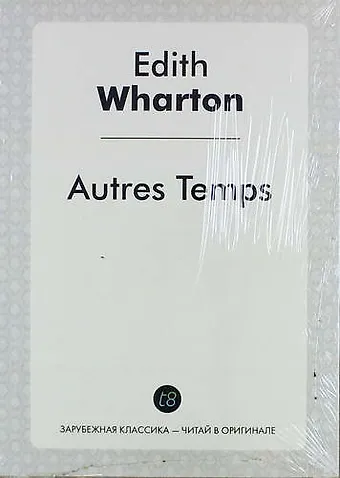 Edith
Wharton
Autres Temps
t8
ЗАРУБЕЖНАЯ КЛАССИКА — ЧИТАЙ В ОРИГИНАЛЕ